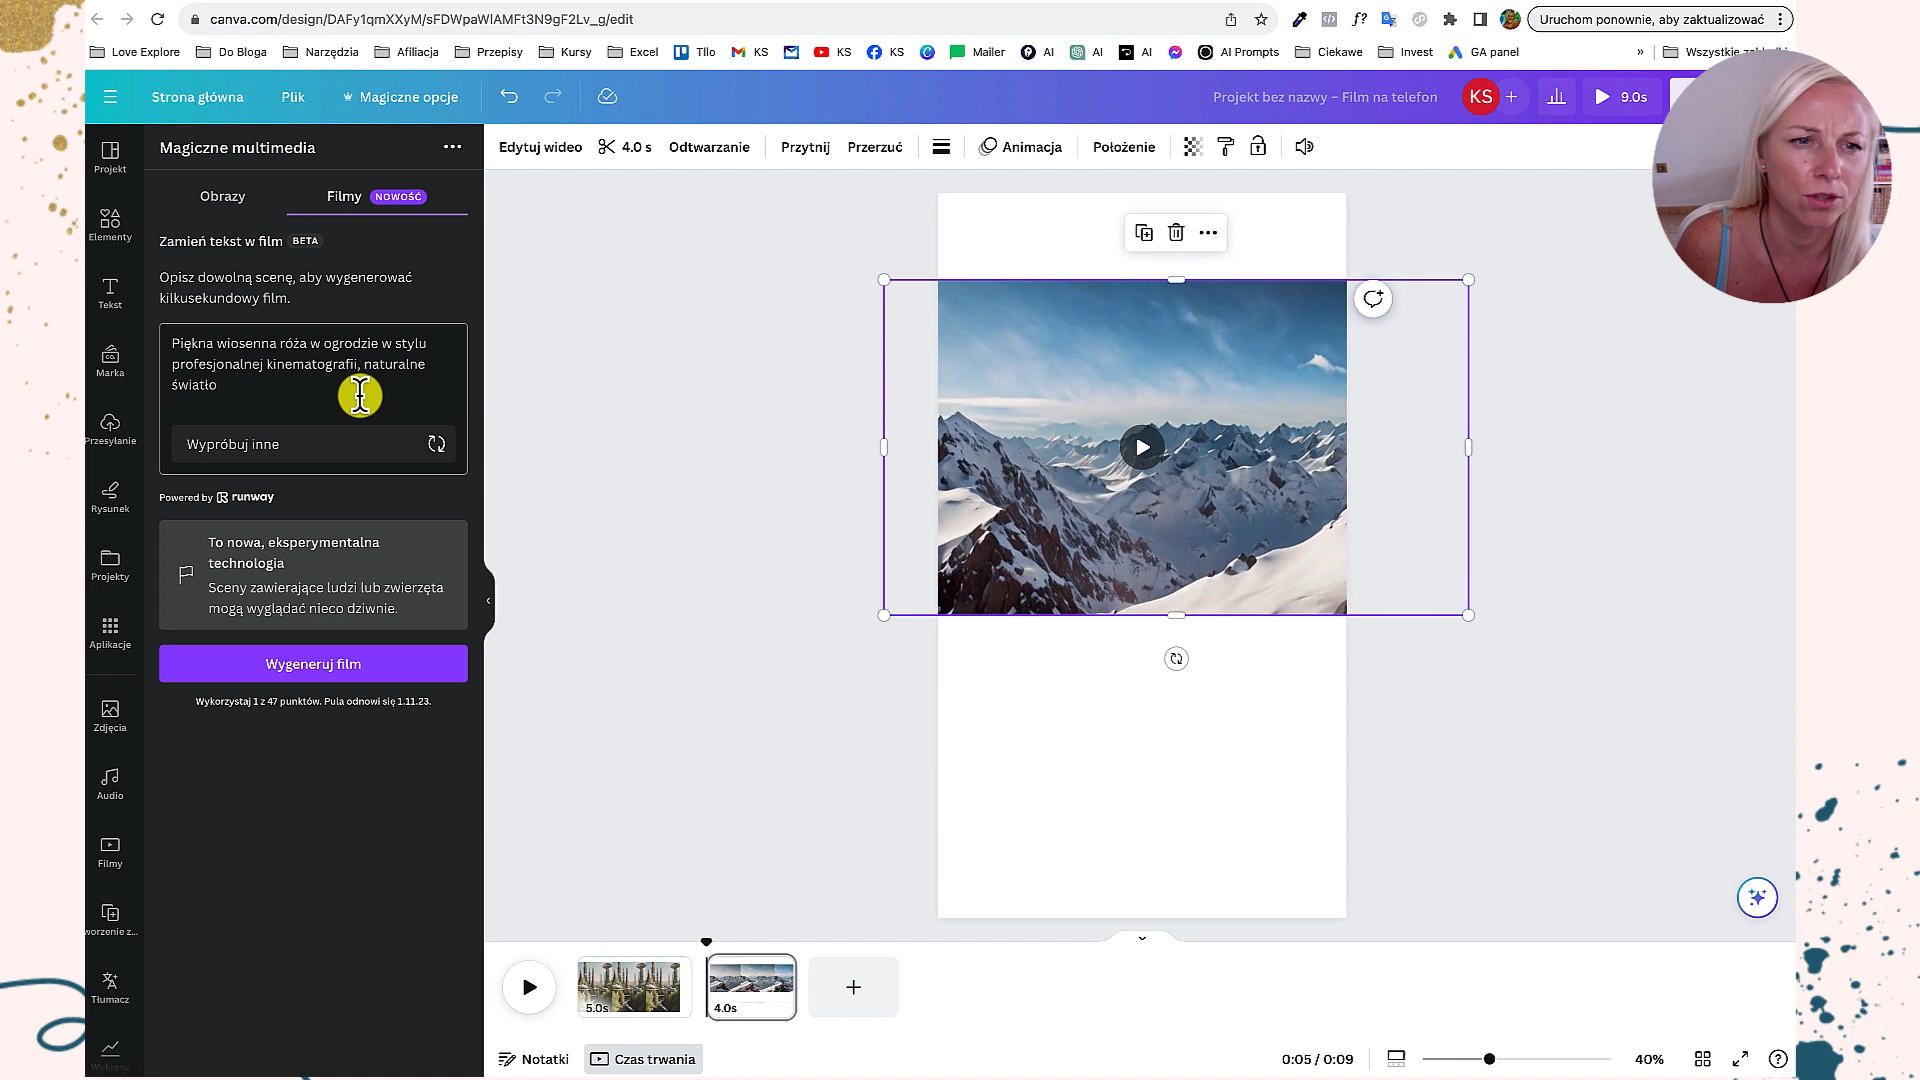 canva.com/design/DAFy1qmXXyM/sFDWpaWlAMFt3N9gF2Lv_g/edit
Uruchom ponownie, aby zaktualizować
Love Explore
Do Bloga
Narzędzia
Afiliacja
Przepisy
Kursy
Excel
Tllo
KS
KS
KS
Mailer
AI
AI
AI
AI Prompts
Ciekawe
Invest
GA panel
»
Strona główna
Plik
Magiczne opcje
Projekt bez nazwy – Film na telefon
KS
9.0s
Magiczne multimedia
Edytuj wideo
4.0 s
Odtwarzanie
Przytnij
Przerzuć
Animacja
Położenie
Projekt
Elementy
Tekst
Marka
Przesyłanie
Rysunek
Projekty
Aplikacje
Zdjęcia
Audio
Filmy
worzenie z...
Tłumacz
Wykresy
Obrazy
Filmy NOWOŚĆ
Zamień tekst w film BETA
Opisz dowolną scenę, aby wygenerować
kilkusekundowy film.
Piękna wiosenna róża w ogrodzie w stylu
profesjonalnej kinematografii, naturalne
światło
Wypróbuj inne
Powered by runway
To nowa, eksperymentalna
technologia
Sceny zawierające ludzi lub zwierzęta
mogą wyglądać nieco dziwnie.
Wygeneruj film
Wykorzystaj 1 z 47 punktów. Pula odnowi się 1.11.23.
5.0s
4.0s
Notatki
Czas trwania
0:05 / 0:09
40%